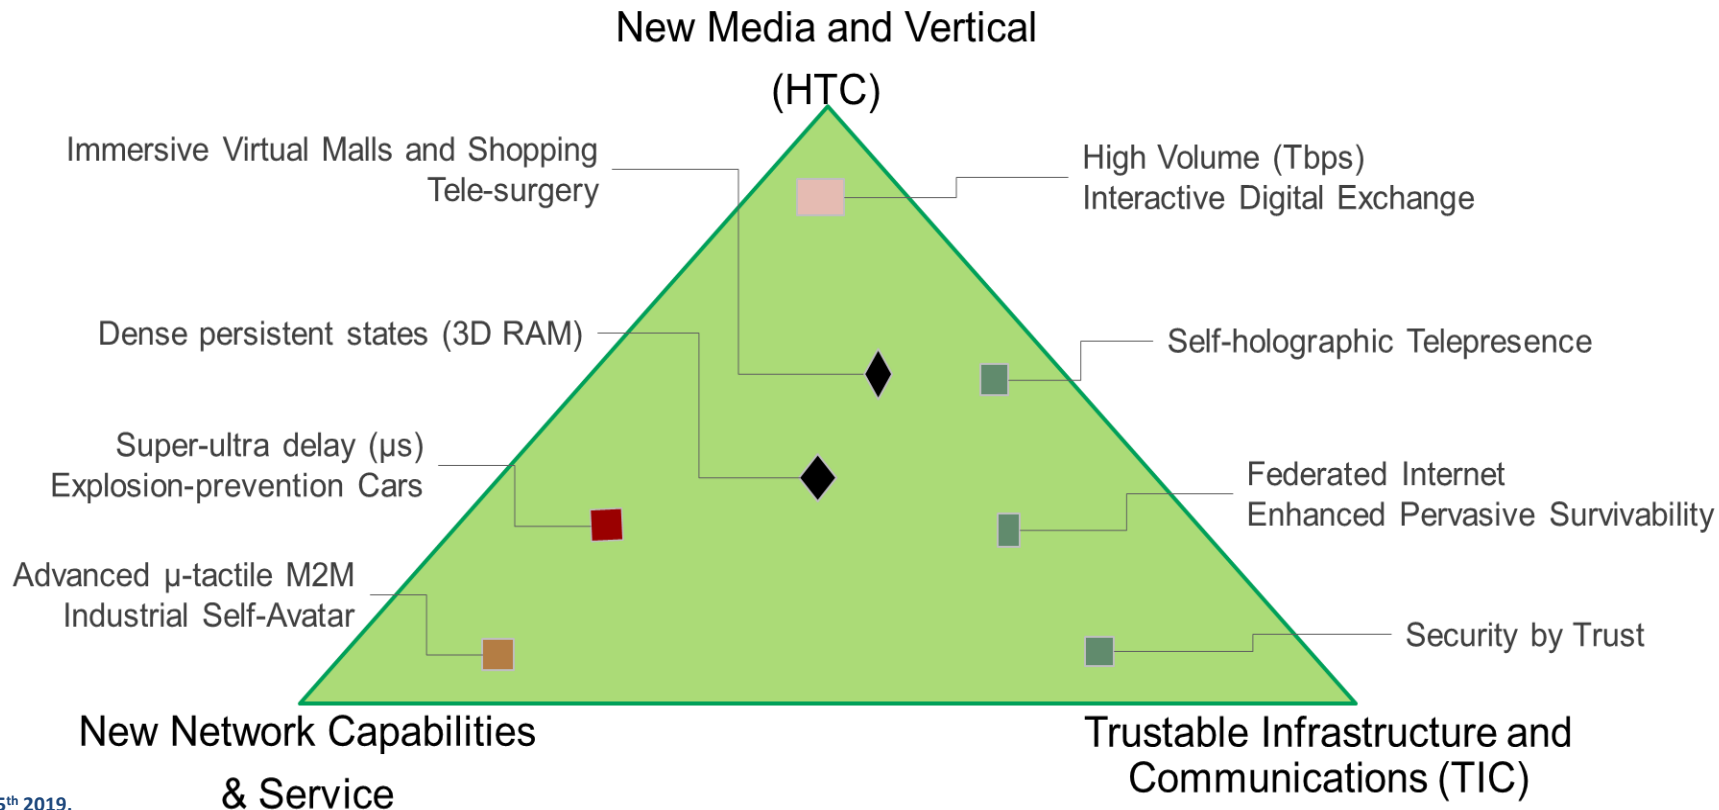 New Media and Vertical
(HTC)
Immersive Virtual Malls and Shopping
Tele-surgery
High Volume (Tbps)
Interactive Digital Exchange
Dense persistent states (3D RAM)
Self-holographic Telepresence
Super-ultra delay (µs)
Explosion-prevention Cars
Federated Internet
Enhanced Pervasive Survivability
Advanced µ-tactile M2M
Industrial Self-Avatar
Security by Trust
New Network Capabilities
& Service
Trustable Infrastructure and
Communications (TIC)
5th 2019.